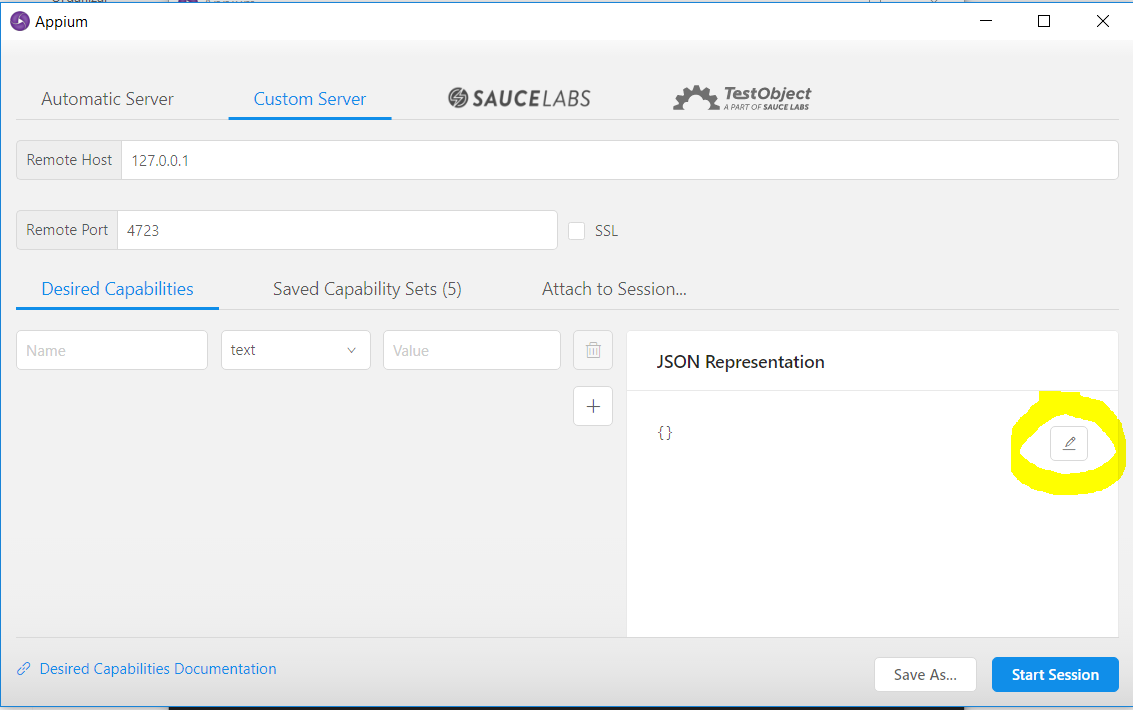 Appium
Automatic Server
Custom Server
SAUCELABS
TestObject
A PART OF SAUCE LABS
Remote Host
127.0.0.1
Remote Port
4723
SSL
Desired Capabilities
Saved Capability Sets (5)
Attach to Session...
Name
text
Value
JSON Representation
{}
Desired Capabilities Documentation
Save As...
Start Session